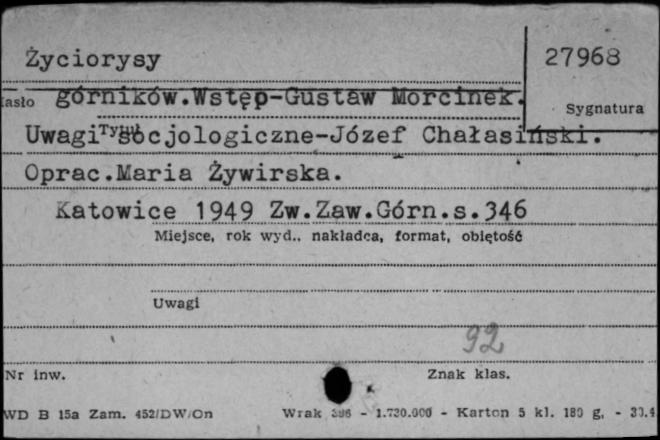 Życiorysy
27968
Hasło górników.Wstęp-Gustaw Morcinek.
Sygnatura
Tytuł
Uwagi socjologiczne-Józef Chałasiński.
Oprac.Maria Żywirska.
Katowice 1949 Zw.Zaw.Górn.s.346
Miejsce, rok wyd., nakładca, format, objętość
Uwagi
92
Nr inw.
Znak klas.
WD B 15a Zam. 452/DW/On Wrak - 1.730.000 - Karton 5 kl. 180 g, - 30.4